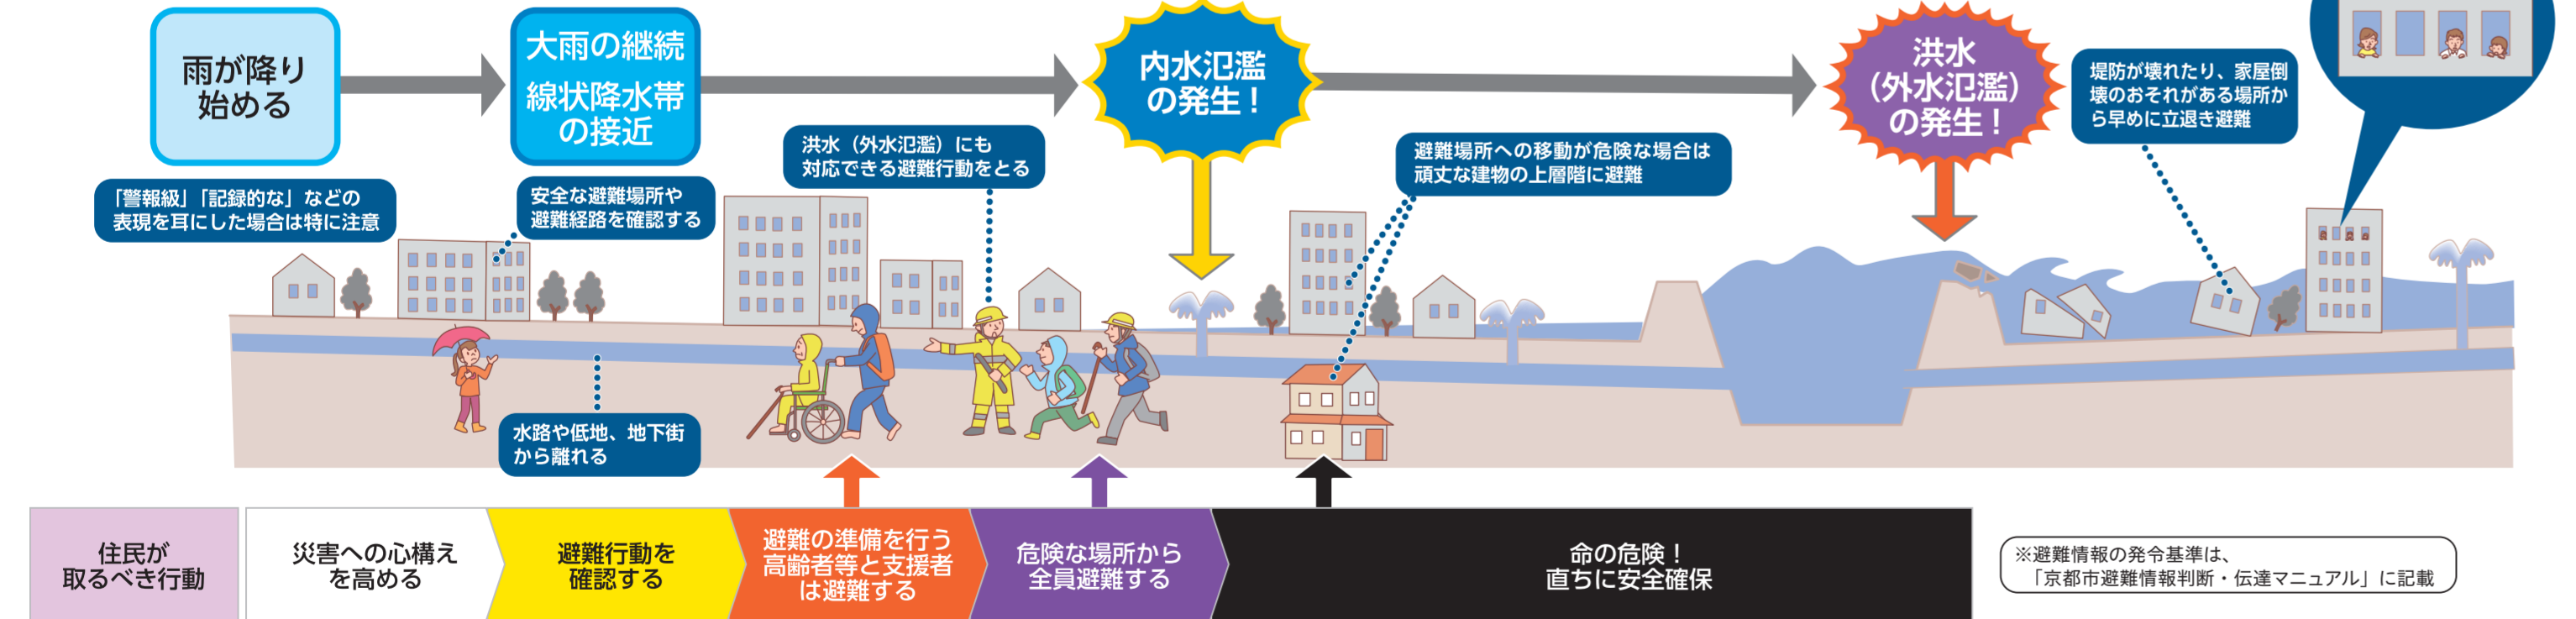 雨が降り
始める
大雨の継続
線状降水帯
の接近
内水氾濫
の発生！
洪水
（外水氾濫）
の発生！
堤防が壊れたり、家屋倒
壊のおそれがある場所か
ら早めに立退き避難
洪水（外水氾濫）にも
対応できる避難行動をとる
避難場所への移動が危険な場合は
頑丈な建物の上層階に避難
「警報級」「記録的な」などの
表現を耳にした場合は特に注意
安全な避難場所や
避難経路を確認する
水路や低地、地下街
から離れる
住民が
取るべき行動
災害への心構え
を高める
避難行動を
確認する
避難の準備を行う
高齢者等と支援者
は避難する
危険な場所から
全員避難する
命の危険！
直ちに安全確保
※避難情報の発令基準は、
「京都市避難情報判断・伝達マニュアル」に記載